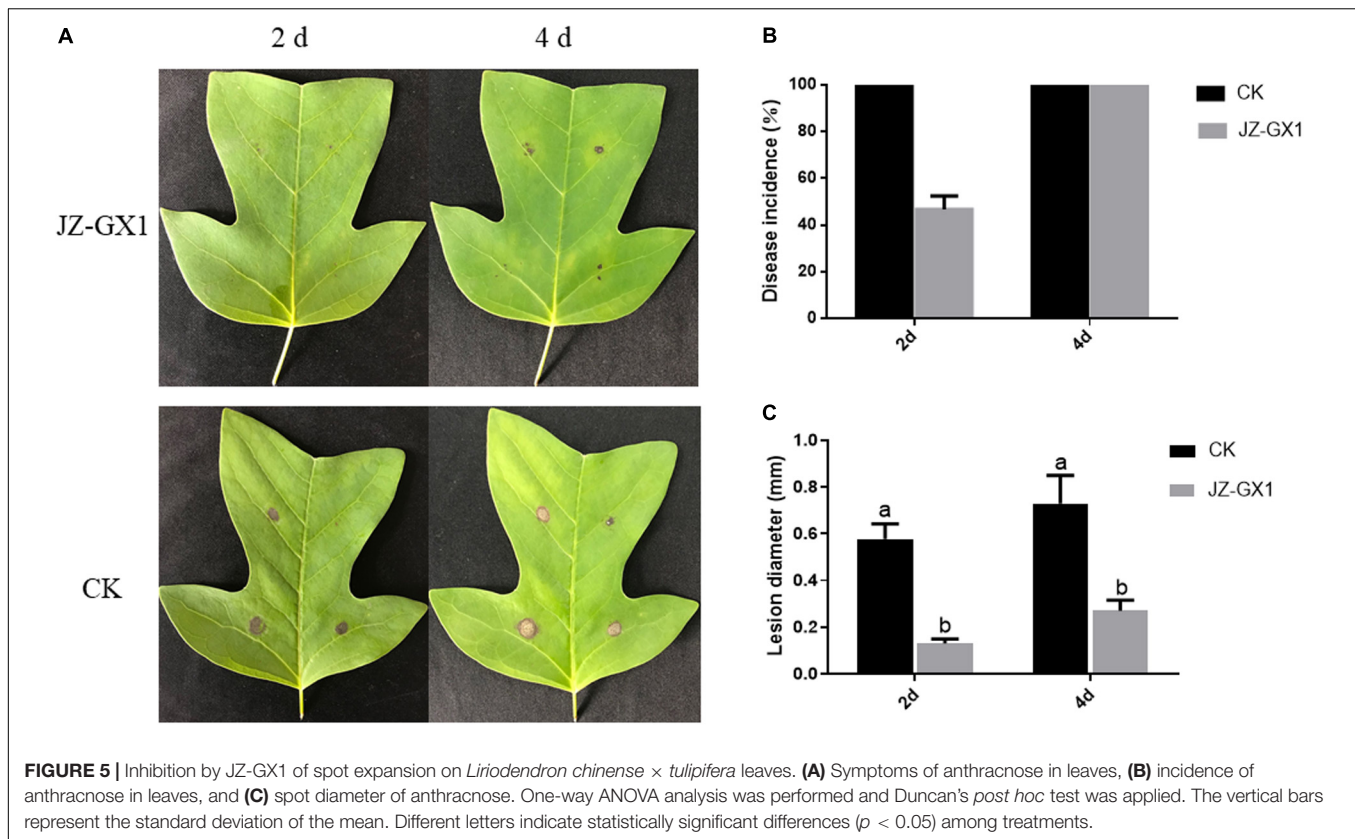 A
2 d 4 d
JZ-GX1
CK
B
Disease incidence (%)
100
80
60
40
20
0
2d 4d
CK
JZ-GX1
C
Lesion diameter (mm)
1.0
0.8
0.6
0.4
0.2
0.0
a b a b
2d 4d
CK
JZ-GX1
FIGURE 5 | Inhibition by JZ-GX1 of spot expansion on Liriodendron chinense × tulipifera leaves. (A) Symptoms of anthracnose in leaves, (B) incidence of
anthracnose in leaves, and (C) spot diameter of anthracnose. One-way ANOVA analysis was performed and Duncan's post hoc test was applied. The vertical bars
represent the standard deviation of the mean. Different letters indicate statistically significant differences (p < 0.05) among treatments.